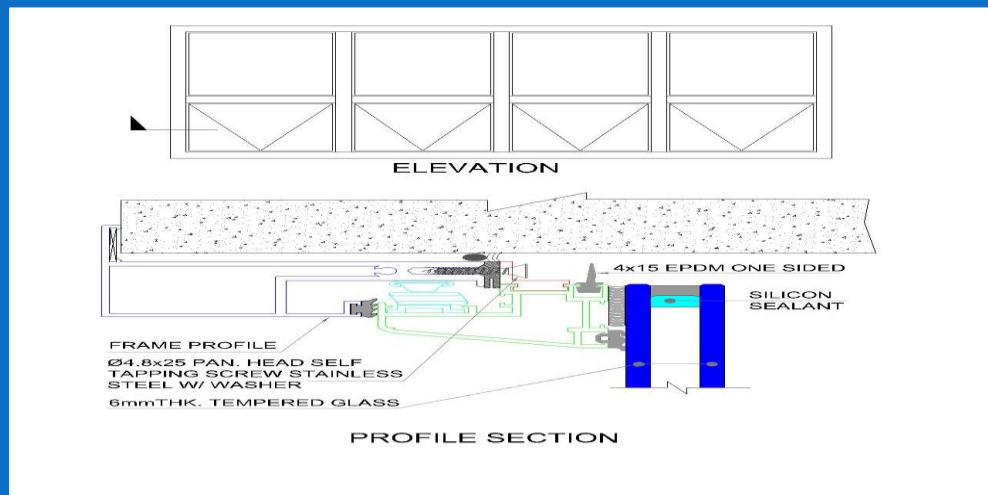 ELEVATION
4x15 EPDM ONE SIDED
SILICON
SEALANT
FRAME PROFILE
Ø4.8x25 PAN. HEAD SELF
TAPPING SCREW STAINLESS
STEEL W/ WASHER
6mmTHK. TEMPERED GLASS
PROFILE SECTION